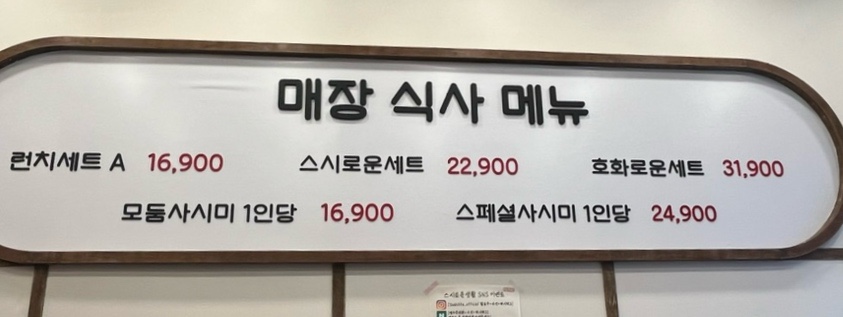 매장 식사 메뉴
런치세트 A 16,900 스시로운세트 22,900 호화로운세트 31,900
모둠사시미 1인당 16,900 스페셜사시미 1인당 24,900